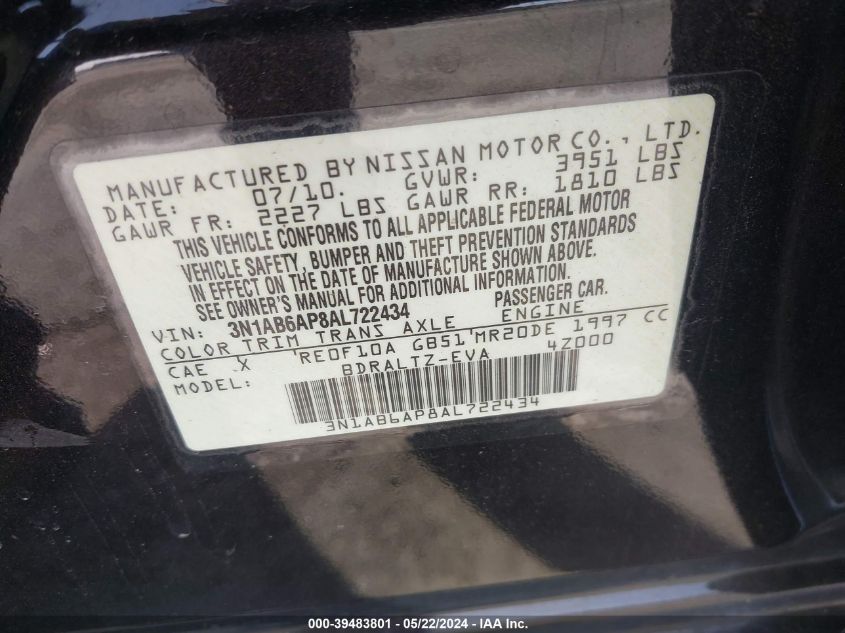 MANUFACTURED BY NISSAN MOTOR CO., LTD.
DATE: 07/10. GVWR: 3951 LBS
GAWR FR: 2227 LBS GAWR RR: 1810 LBS
THIS VEHICLE CONFORMS TO ALL APPLICABLE FEDERAL MOTOR
VEHICLE SAFETY, BUMPER AND THEFT PREVENTION STANDARDS
IN EFFECT ON THE DATE OF MANUFACTURE SHOWN ABOVE.
SEE OWNER'S MANUAL FOR ADDITIONAL INFORMATION.
VIN: 3N1AB6AP8AL722434 PASSENGER CAR.
COLOR TRIM TRANS AXLE ENGINE
CAE X 'RE0F10A GB51'MR20DE 1997 CC
MODEL: BDRALTZ-EVA 4Z000
3N1AB6AP8AL722434
000-39483801 - 05/22/2024 - IAA Inc.